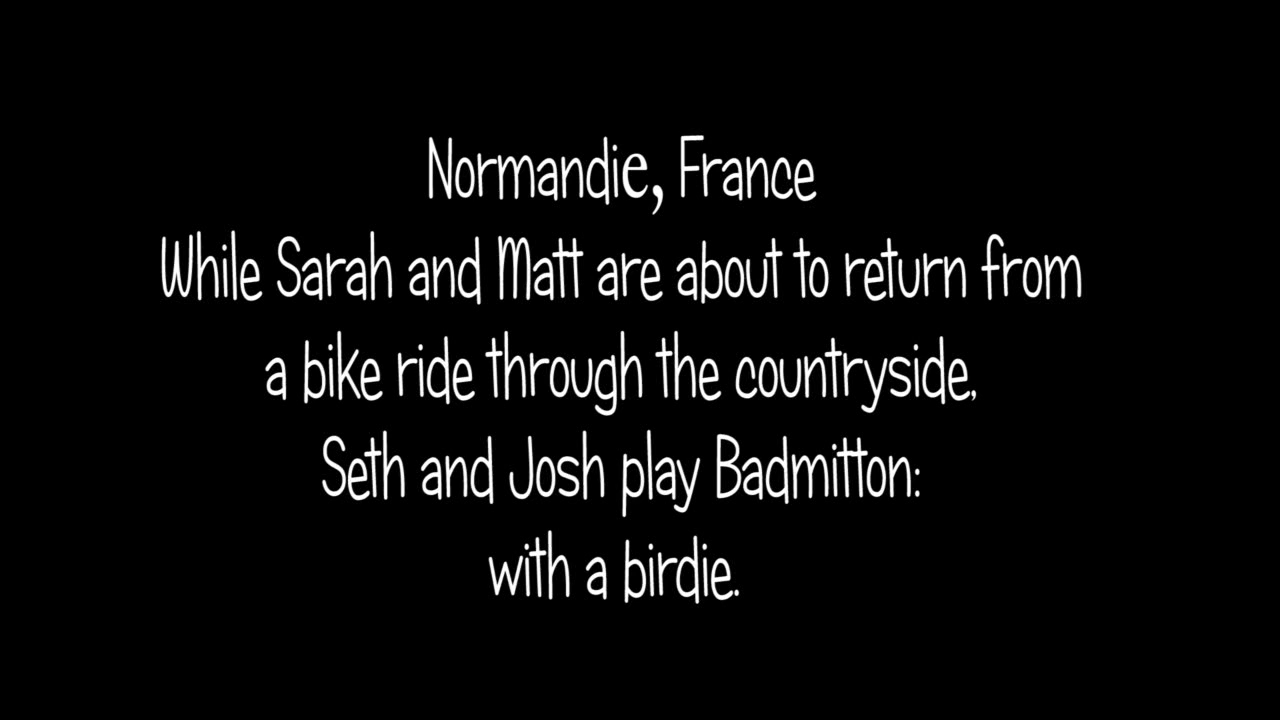 Normandie, France
While Sarah and Matt are about to return from
a bike ride through the countryside,
Seth and Josh play Badmitton:
with a birdie.